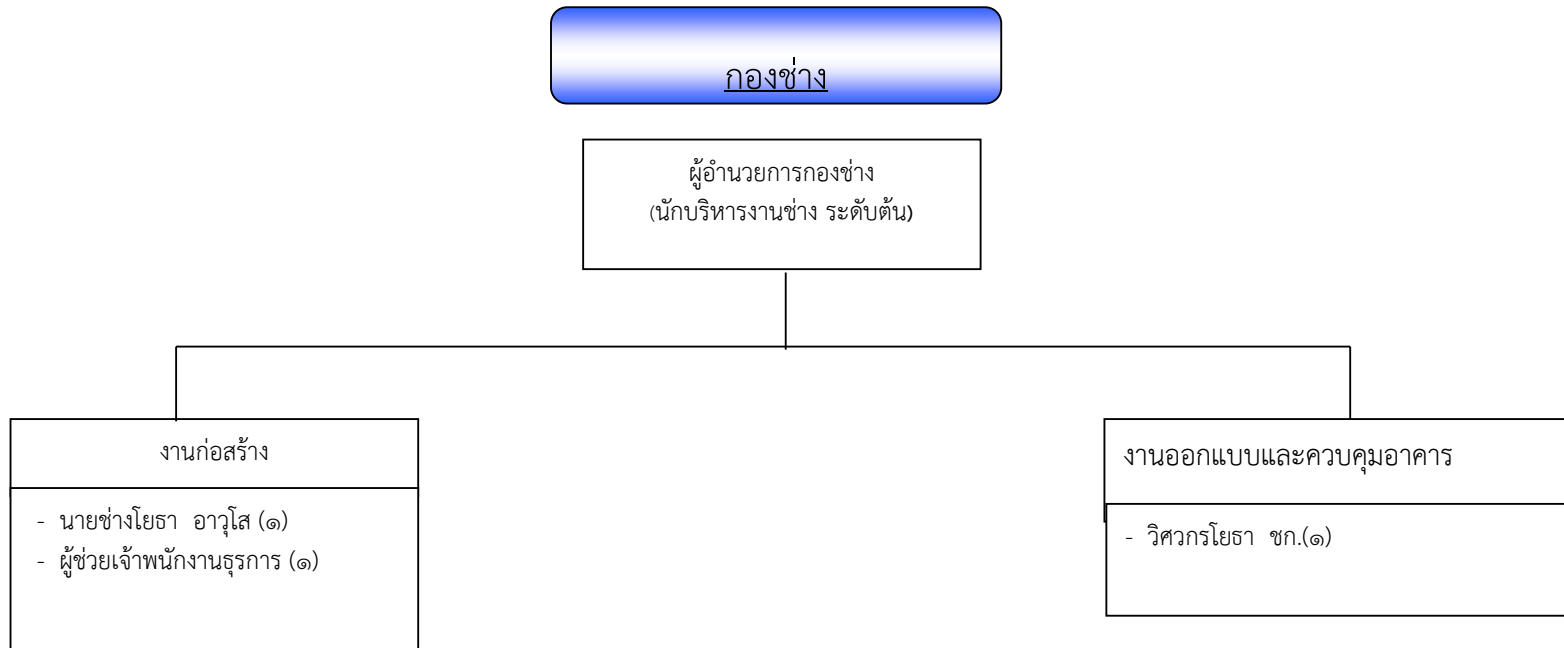 กองช่าง
ผู้อำนวยการกองช่าง
(นักบริหารงานช่าง ระดับต้น)
งานก่อสร้าง
- นายช่างโยธา อาวุโส (๑)
- ผู้ช่วยเจ้าพนักงานธุรการ (๑)
งานออกแบบและควบคุมอาคาร
- วิศวกรโยธา ชก.(๑)